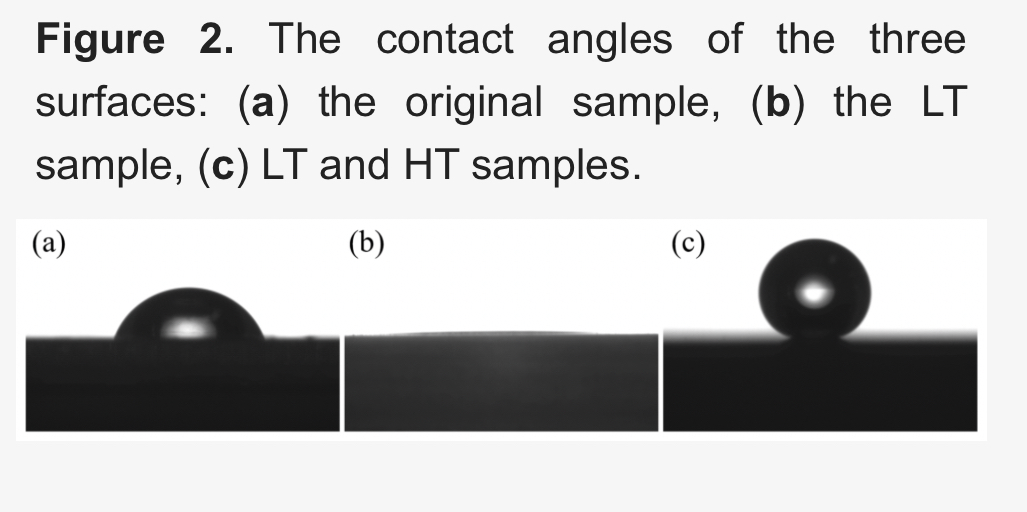 Figure 2. The contact angles of the three
surfaces: (a) the original sample, (b) the LT
sample, (c) LT and HT samples.
(a) (b) (c)